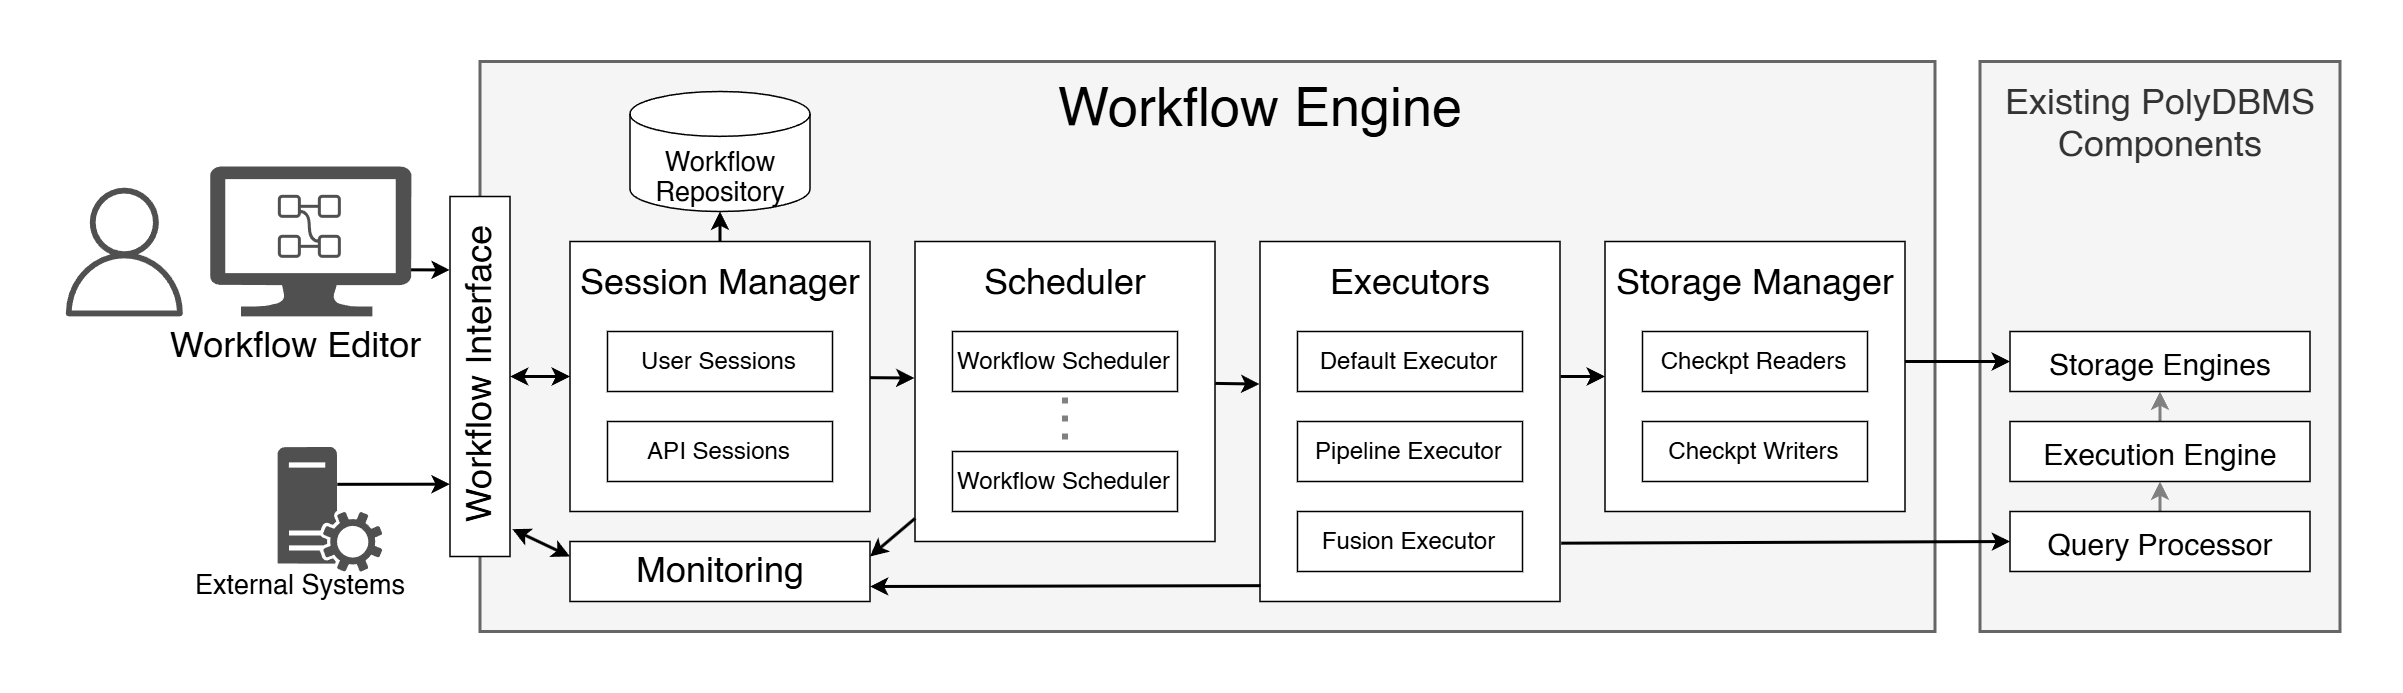 Workflow Engine
Existing PolyDBMS
Components
Workflow
Repository
Workflow Editor
External Systems
Workflow Interface
Session Manager
User Sessions
API Sessions
Monitoring
Scheduler
Workflow Scheduler
Workflow Scheduler
Executors
Default Executor
Pipeline Executor
Fusion Executor
Storage Manager
Checkpt Readers
Checkpt Writers
Storage Engines
Execution Engine
Query Processor